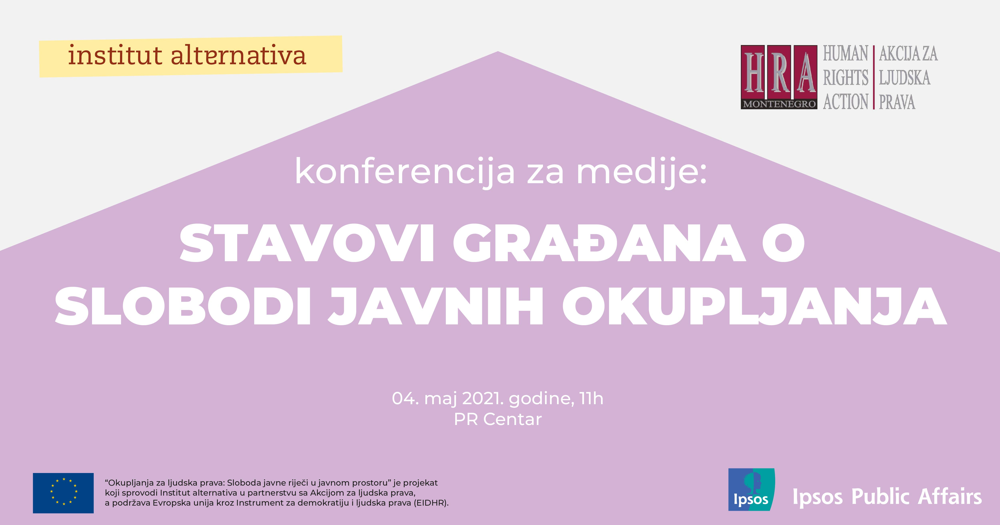 institut alternativa
HRA
MONTENEGRO
HUMAN
RIGHTS
ACTION
AKCIJA ZA
LJUDSKA
PRAVA
konferencija za medije:
STAVOVI GRAĐANA O
SLOBODI JAVNIH OKUPLJANJA
04. maj 2021. godine, 11h
PR Centar
“Okupljanja za ljudska prava: Sloboda javne riječi u javnom prostoru” je projekat
koji sprovodi Institut alternativa u partnerstvu sa Akcijom za ljudska prava,
a podržava Evropska unija kroz Instrument za demokratiju i ljudska prava (EIDHR).
Ipsos
Ipsos Public Affairs